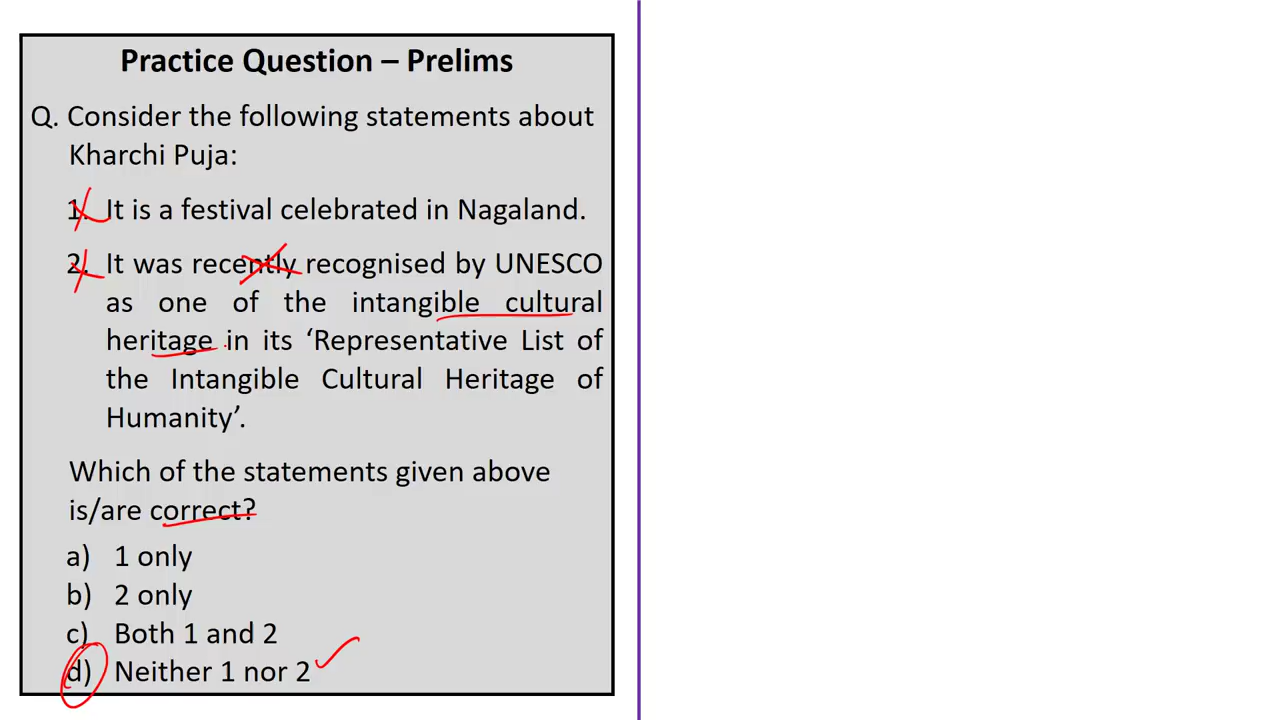 Practice Question – Prelims
Q. Consider the following statements about
Kharchi Puja:
1. It is a festival celebrated in Nagaland.
2. It was recently recognised by UNESCO
as one of the intangible cultural
heritage in its ‘Representative List of
the Intangible Cultural Heritage of
Humanity’.
Which of the statements given above
is/are correct?
a) 1 only
b) 2 only
c) Both 1 and 2
d) Neither 1 nor 2